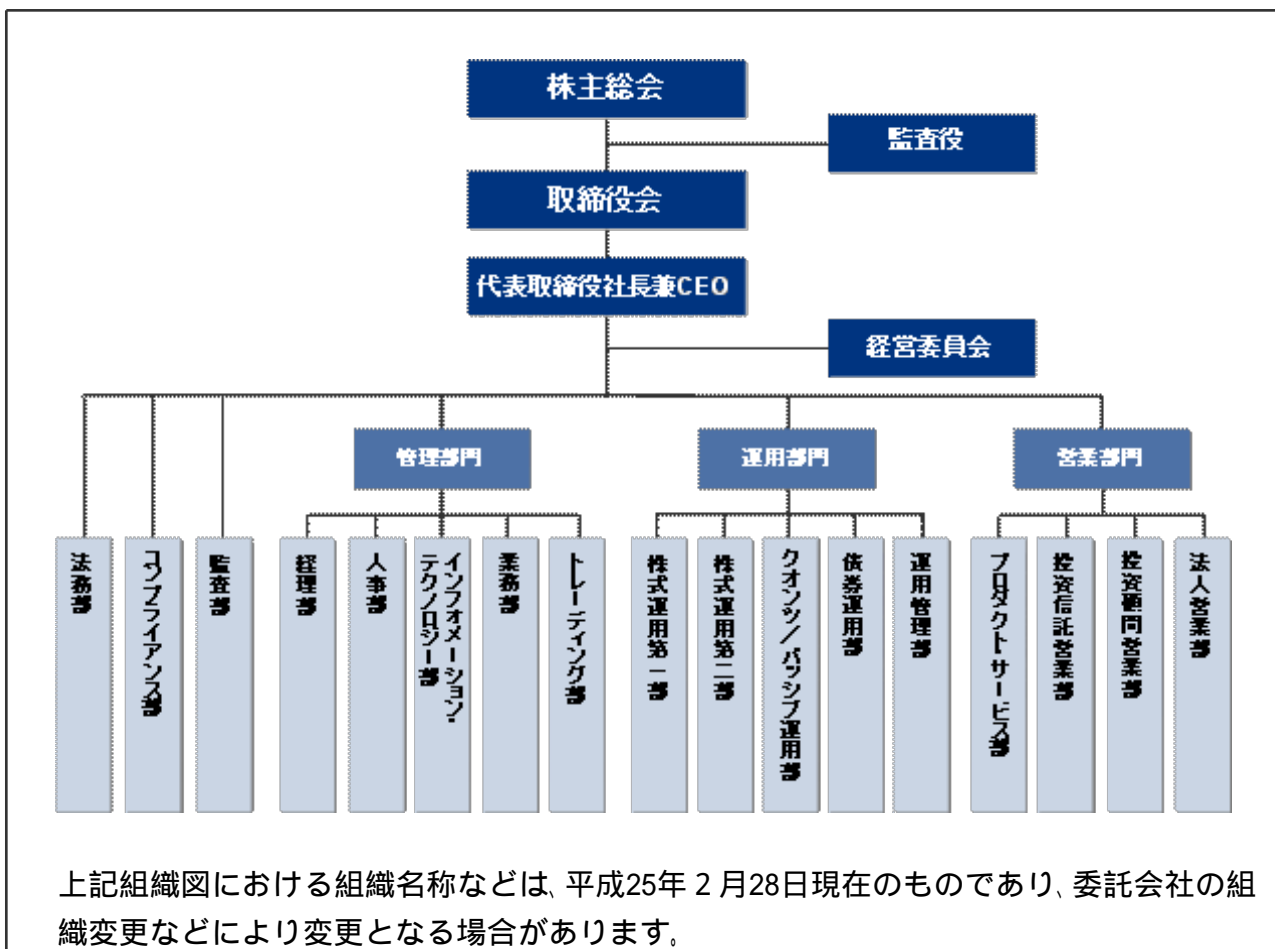 株主総会
監査役
取締役会
代表取締役社長兼CEO
経営委員会
管理部門
運用部門
営業部門
法務部
コンプライアンス部
監査部
経理部
人事部
インフォメーション・
テクノロジー部
業務部
トレーディング部
株式運用第一部
株式運用第二部
クオンツ/パッシブ運用部
債券運用部
運用管理部
プロダクトサービス部
投資信託営業部
投資顧問営業部
法人営業部
上記組織図における組織名称などは、平成25年2月28日現在のものであり、委託会社の組
織変更などにより変更となる場合があります。